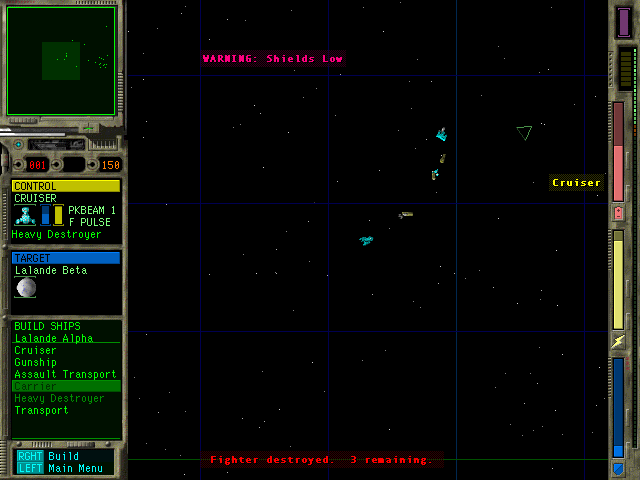 WARNING: Shields Low
001
150
CONTROL
CRUISER
PKBEAM 1
F PULSE
Heavy Destroyer
Cruiser
TARGET
Lalande Beta
BUILD SHIPS
Lalande Alpha
Cruiser
Gunship
Assault Transport
Carrier
Heavy Destroyer
Transport
RGHT Build
LEFT Main Menu
Fighter destroyed. 3 remaining.